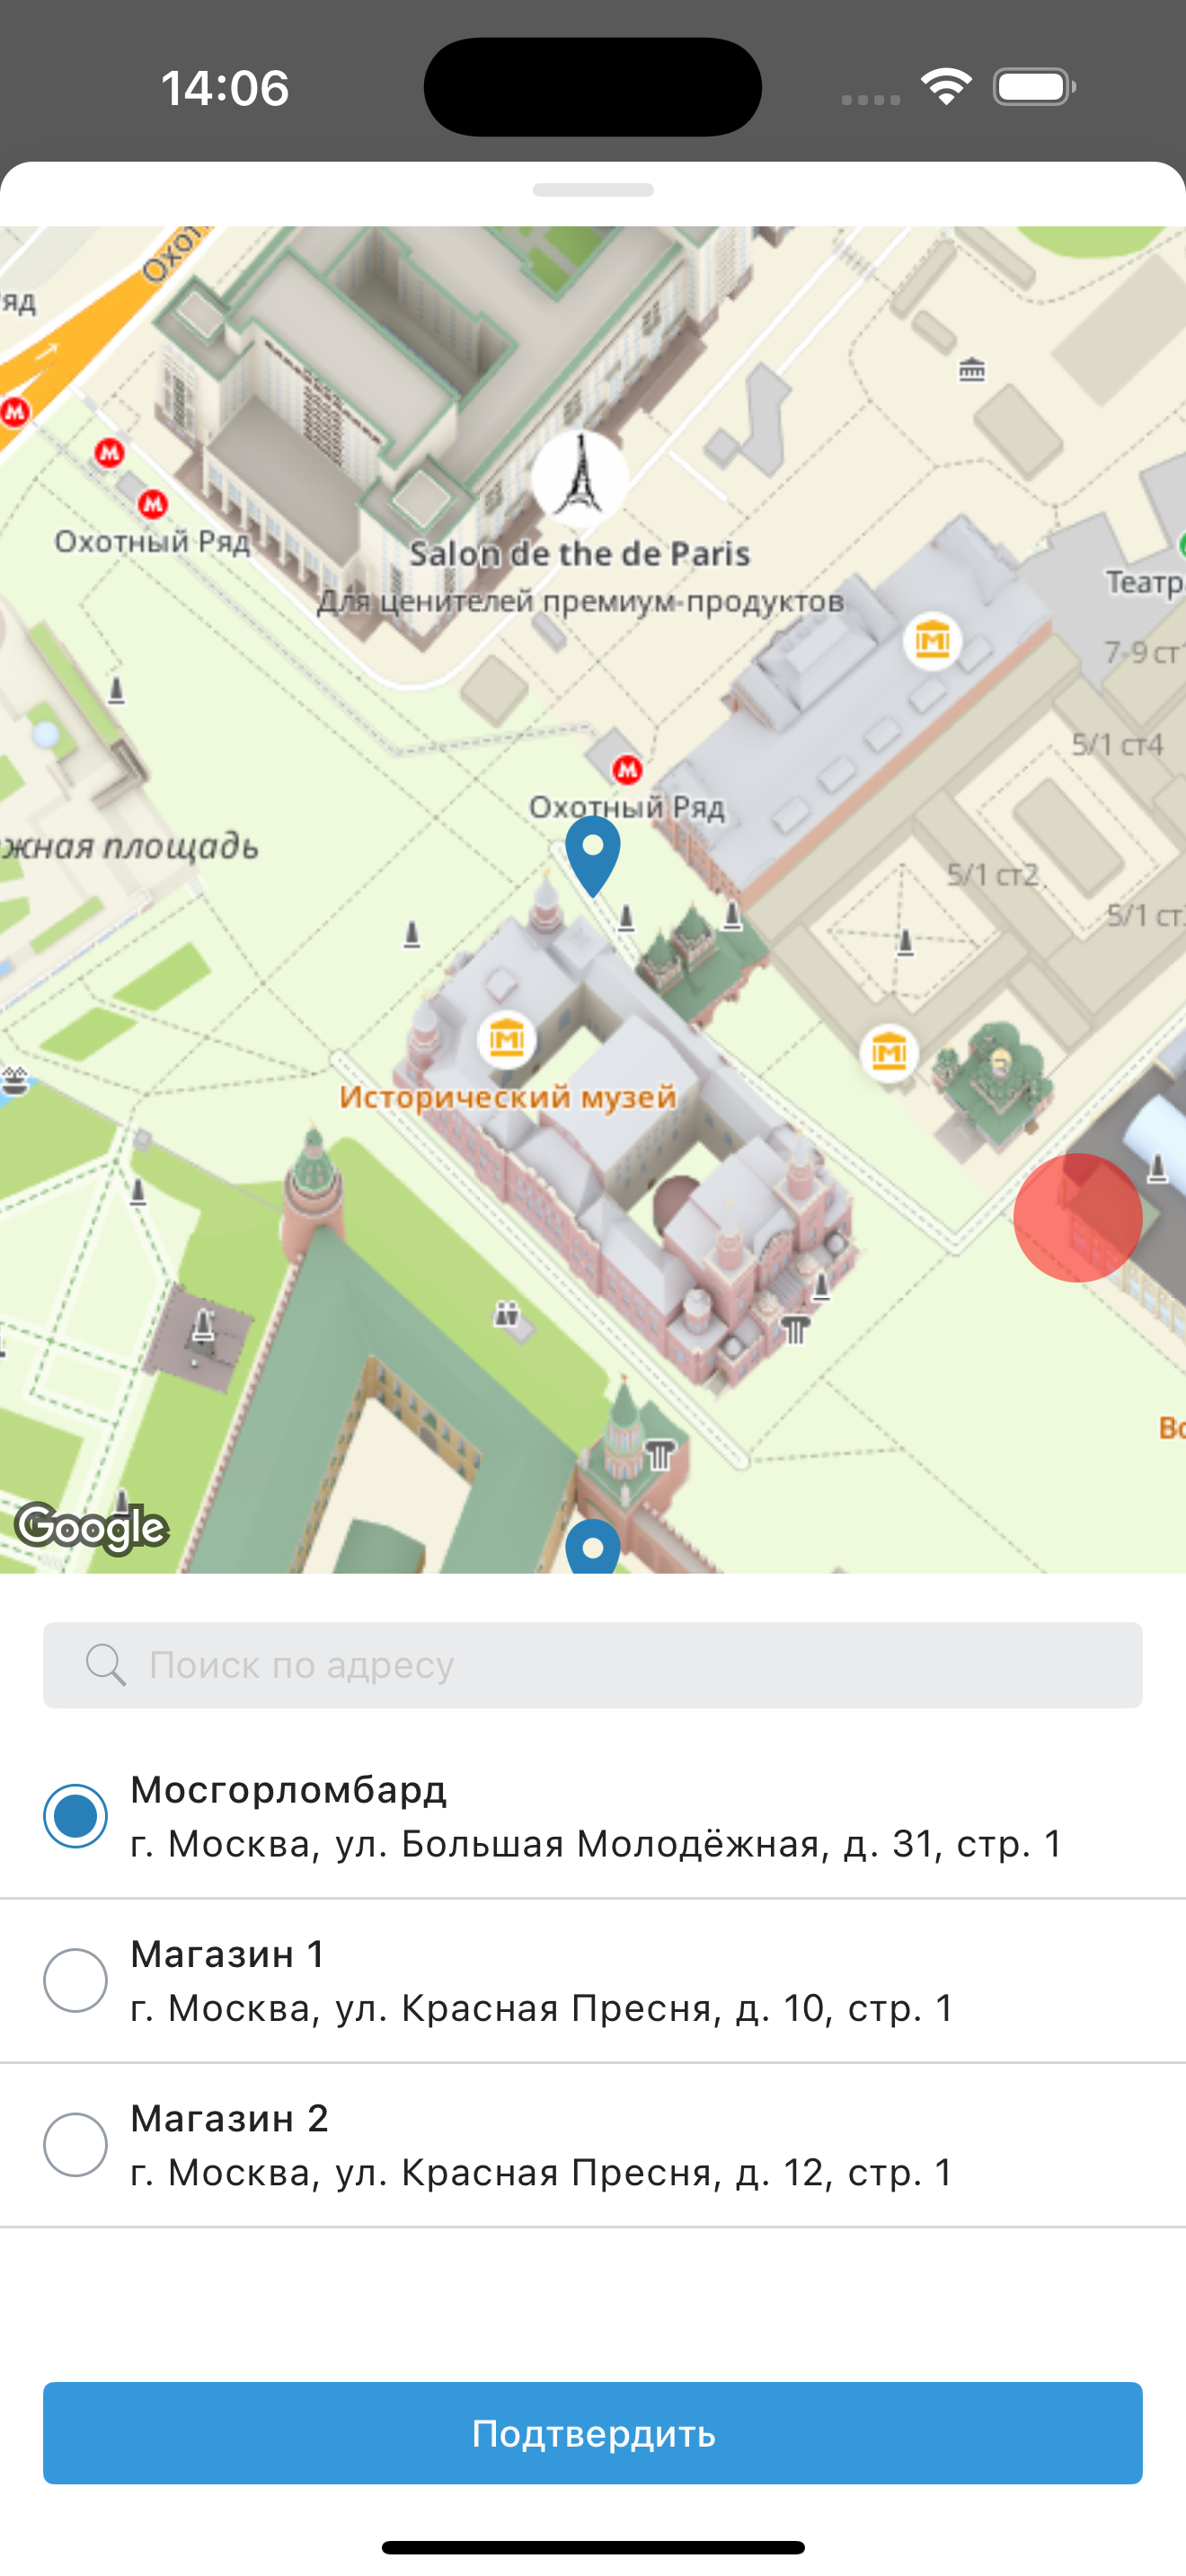 14:06
Охот
яд
М
М
М
Охотный Ряд
Salon de the de Paris
Для ценителей премиум-продуктов
Театр
7-9 ст
5/1 ст4
М
М
Охотный Ряд
жная площадь
5/1 ст2
5/1 ст
М
М
Исторический музей
Во
Google
Поиск по адресу
Мосгорломбард
г. Москва, ул. Большая Молодёжная, д. 31, стр. 1
Магазин 1
г. Москва, ул. Красная Пресня, д. 10, стр. 1
Магазин 2
г. Москва, ул. Красная Пресня, д. 12, стр. 1
Подтвердить